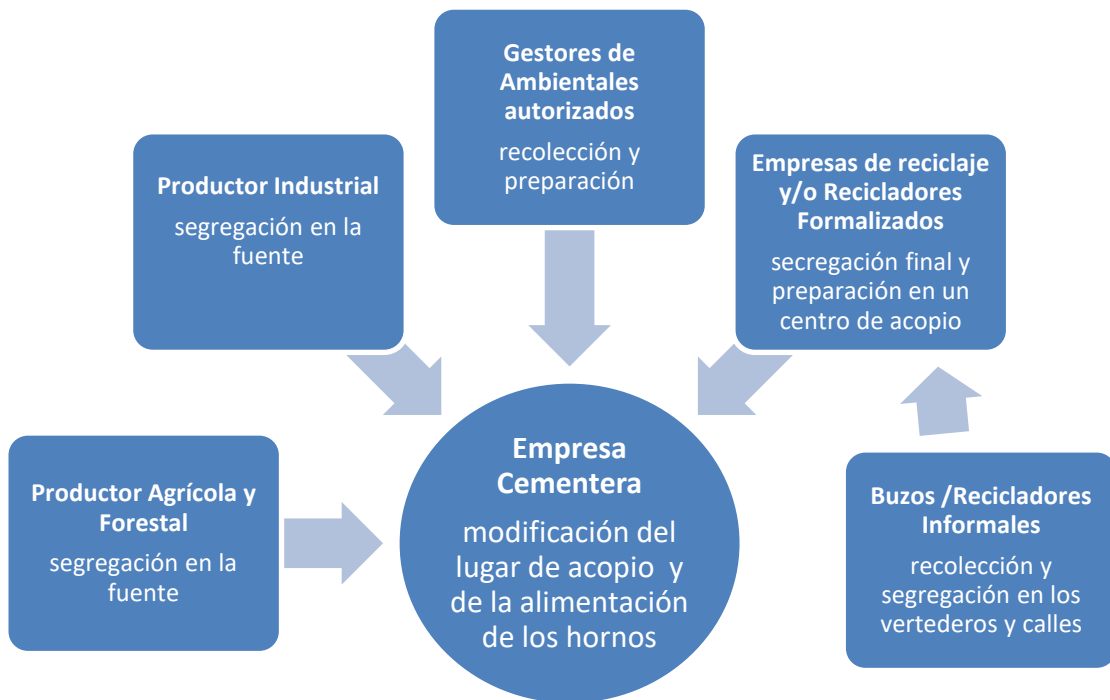 Gestores de
Ambientales
autorizados
recolección y
preparación
Productor Industrial
segregación en la
fuente
Empresas de reciclaje
y/o Recicladores
Formalizados
secregación final y
preparación en un
centro de acopio
Productor Agrícola y
Forestal
segregación en la
fuente
Empresa
Cementera
modificación del
lugar de acopio y
de la alimentación
de los hornos
Buzos /Recicladores
Informales
recolección y
segregación en los
vertederos y calles